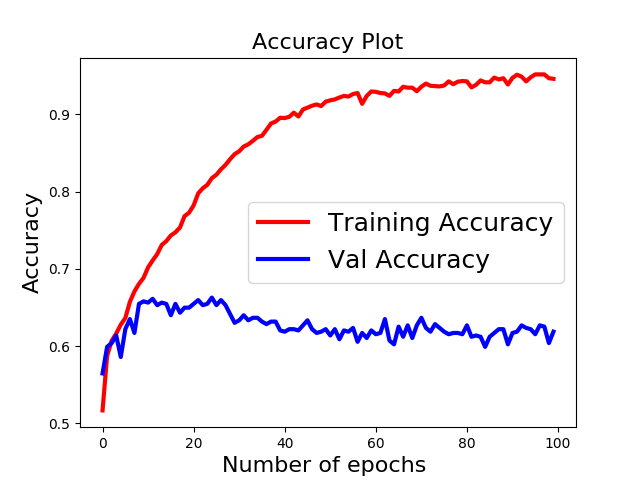 Accuracy Plot
Accuracy
0.9
0.8
0.7
0.6
0.5
Training Accuracy
Val Accuracy
0 20 40 60 80 100
Number of epochs